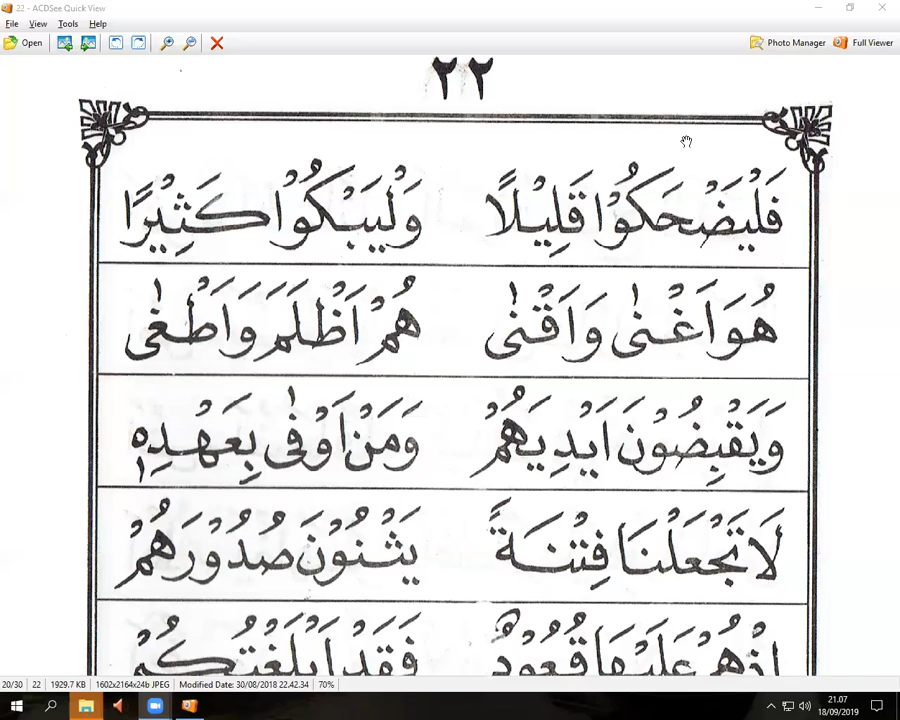 22 - ACDSee Quick View
File View Tools Help
Open Photo Manager Full Viewer
٢٢
فَلْيَضْحَكُوْا قَلِيْلًا وَلْيَبْكُوْا كَثِيْرًا
هُوَ اَغْنٰى وَاَقْنٰى هُمْ اَظْلَمَ وَاَطْغٰى
وَيَقْبِضُوْنَ اَيْدِيَهُمْ وَمَنْ اَوْفٰى بِعَهْدِهٖ
لَا تَجْعَلْنَا فِتْنَةً يَثْنُوْنَ صُدُوْرَهُمْ
اِذْهُمْ عَلَيْهَا قُعُوْدٌ فَقَدْ اَبْلَغْتُكُمْ
20/30 22 1929.7 KB 1602x2164x24b JPEG Modified Date: 30/08/2018 22.42.34 70%
21.07
18/09/2019